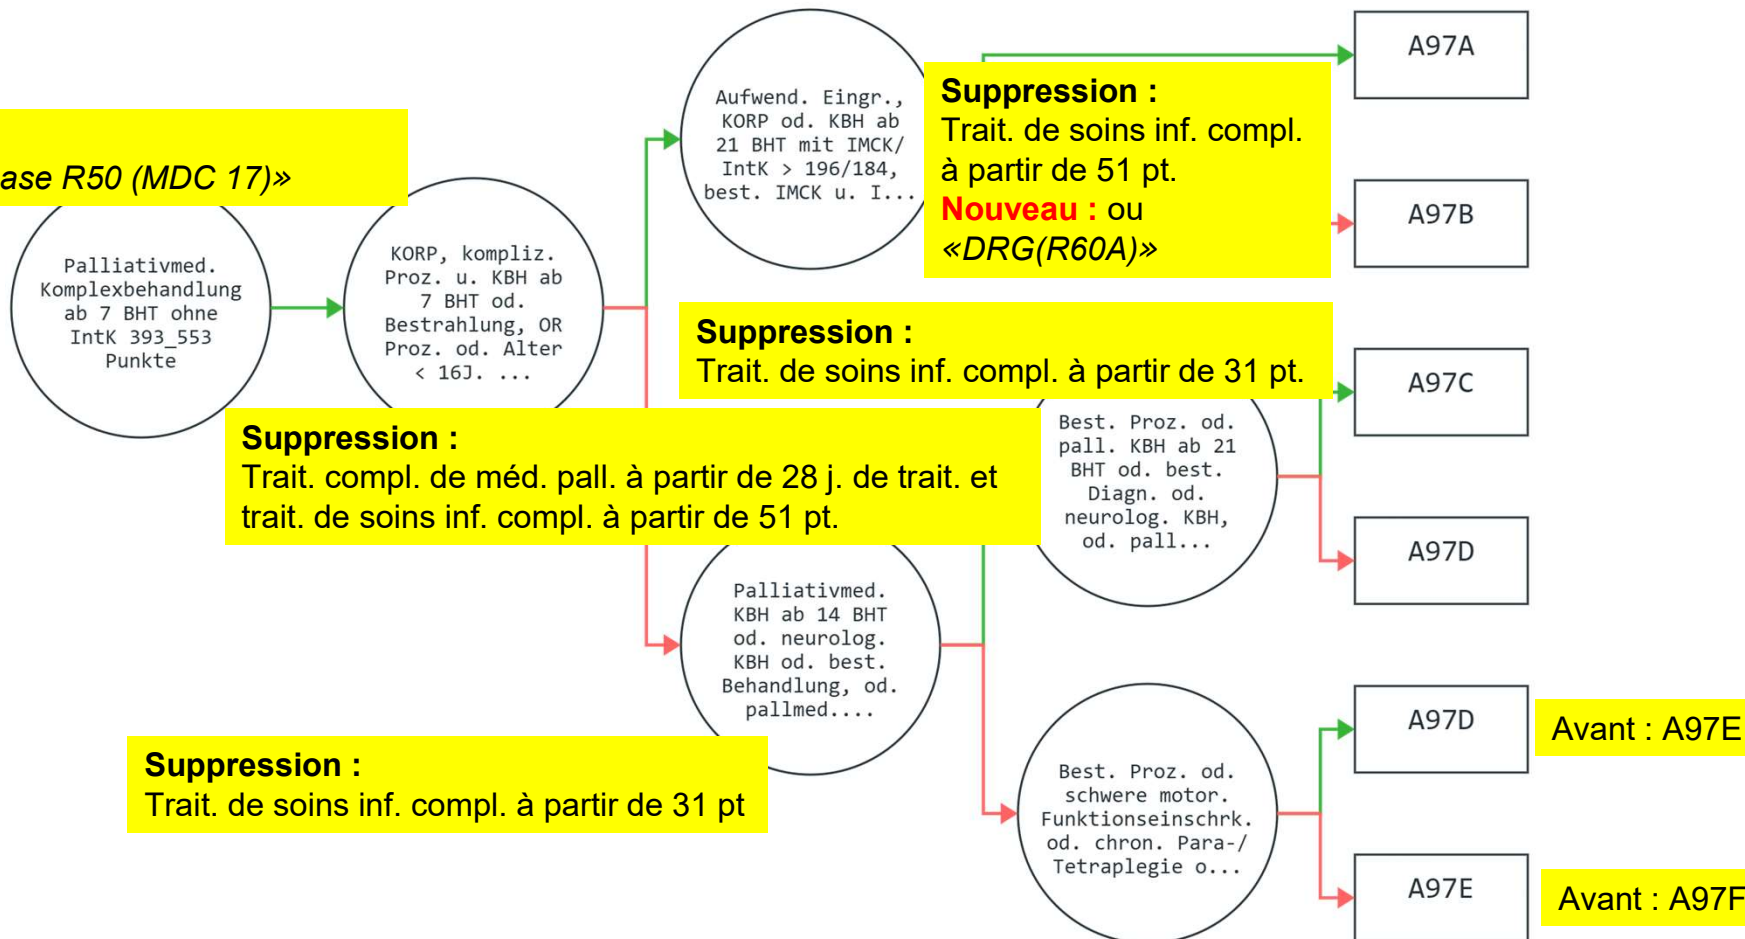 ase R50 (MDC 17)»
Palliativmed.
Komplexbehandlung
ab 7 BHT ohne
IntK 393_553
Punkte
KORP, kompliz.
Proz. u. KBH ab
7 BHT od.
Bestrahlung, OR
Proz. od. Alter
< 16J. ...
Aufwend. Eingr.,
KORP od. KBH ab
21 BHT mit IMCK/
IntK > 196/184,
best. IMCK u. I...
Suppression :
Trait. de soins inf. compl.
à partir de 51 pt.
Nouveau : ou
«DRG(R60A)»
A97A
A97B
Suppression :
Trait. de soins inf. compl. à partir de 31 pt.
A97C
Suppression :
Trait. compl. de méd. pall. à partir de 28 j. de trait. et
trait. de soins inf. compl. à partir de 51 pt.
Best. Proz. od.
pall. KBH ab 21
BHT od. best.
Diagn. od.
neurolog. KBH,
od. pall...
A97D
Palliativmed.
KBH ab 14 BHT
od. neurolog.
KBH od. best.
Behandlung, od.
pallmed....
Suppression :
Trait. de soins inf. compl. à partir de 31 pt
A97D
Avant : A97E
Best. Proz. od.
schwere motor.
Funktionseinschrk.
od. chron. Para-/
Tetraplegie o...
A97E
Avant : A97F